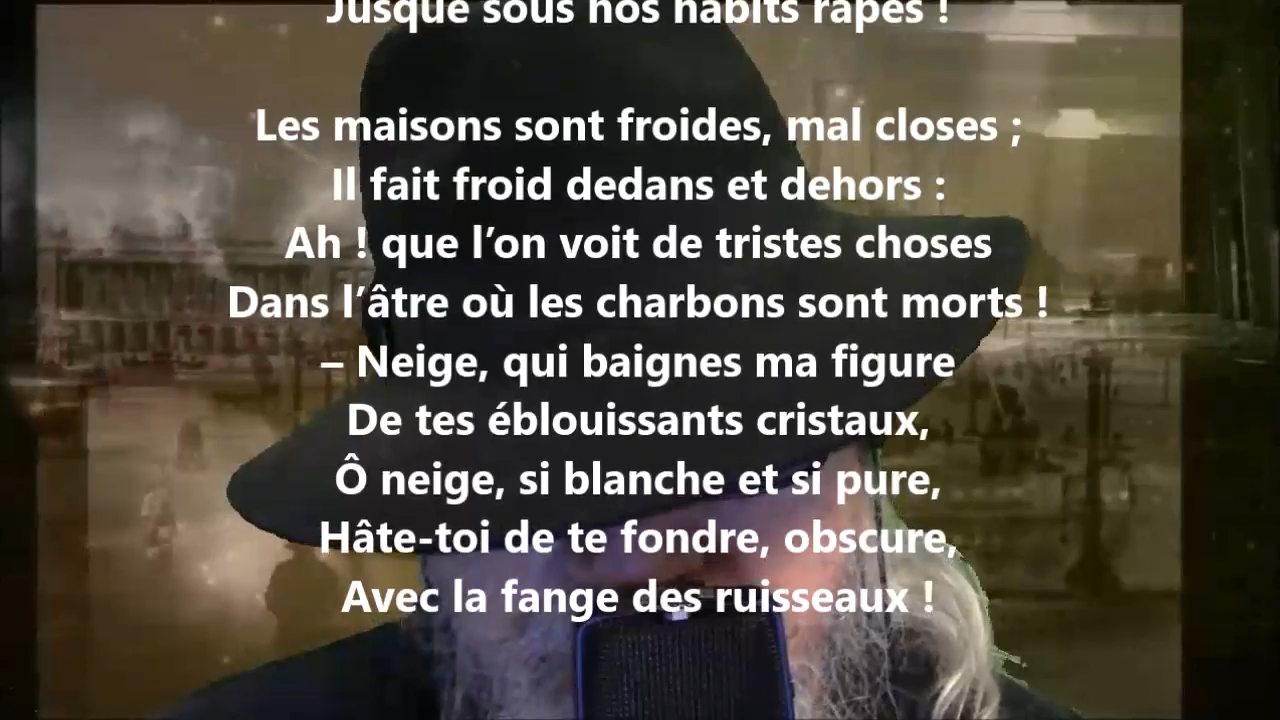 Jusque sous nos habits râpés !
Les maisons sont froides, mal closes ;
Il fait froid dedans et dehors :
Ah ! que l’on voit de tristes choses
Dans l’âtre où les charbons sont morts !
– Neige, qui baignes ma figure
De tes éblouissants cristaux,
Ô neige, si blanche et si pure,
Hâte-toi de te fondre, obscure,
Avec la fange des ruisseaux !